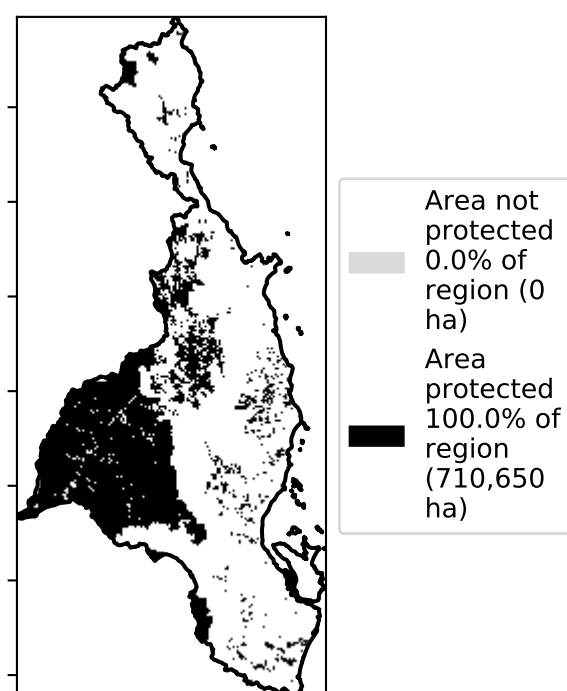 Area not
protected
0.0% of
region (0
ha)
Area
protected
100.0% of
region
(710,650
ha)